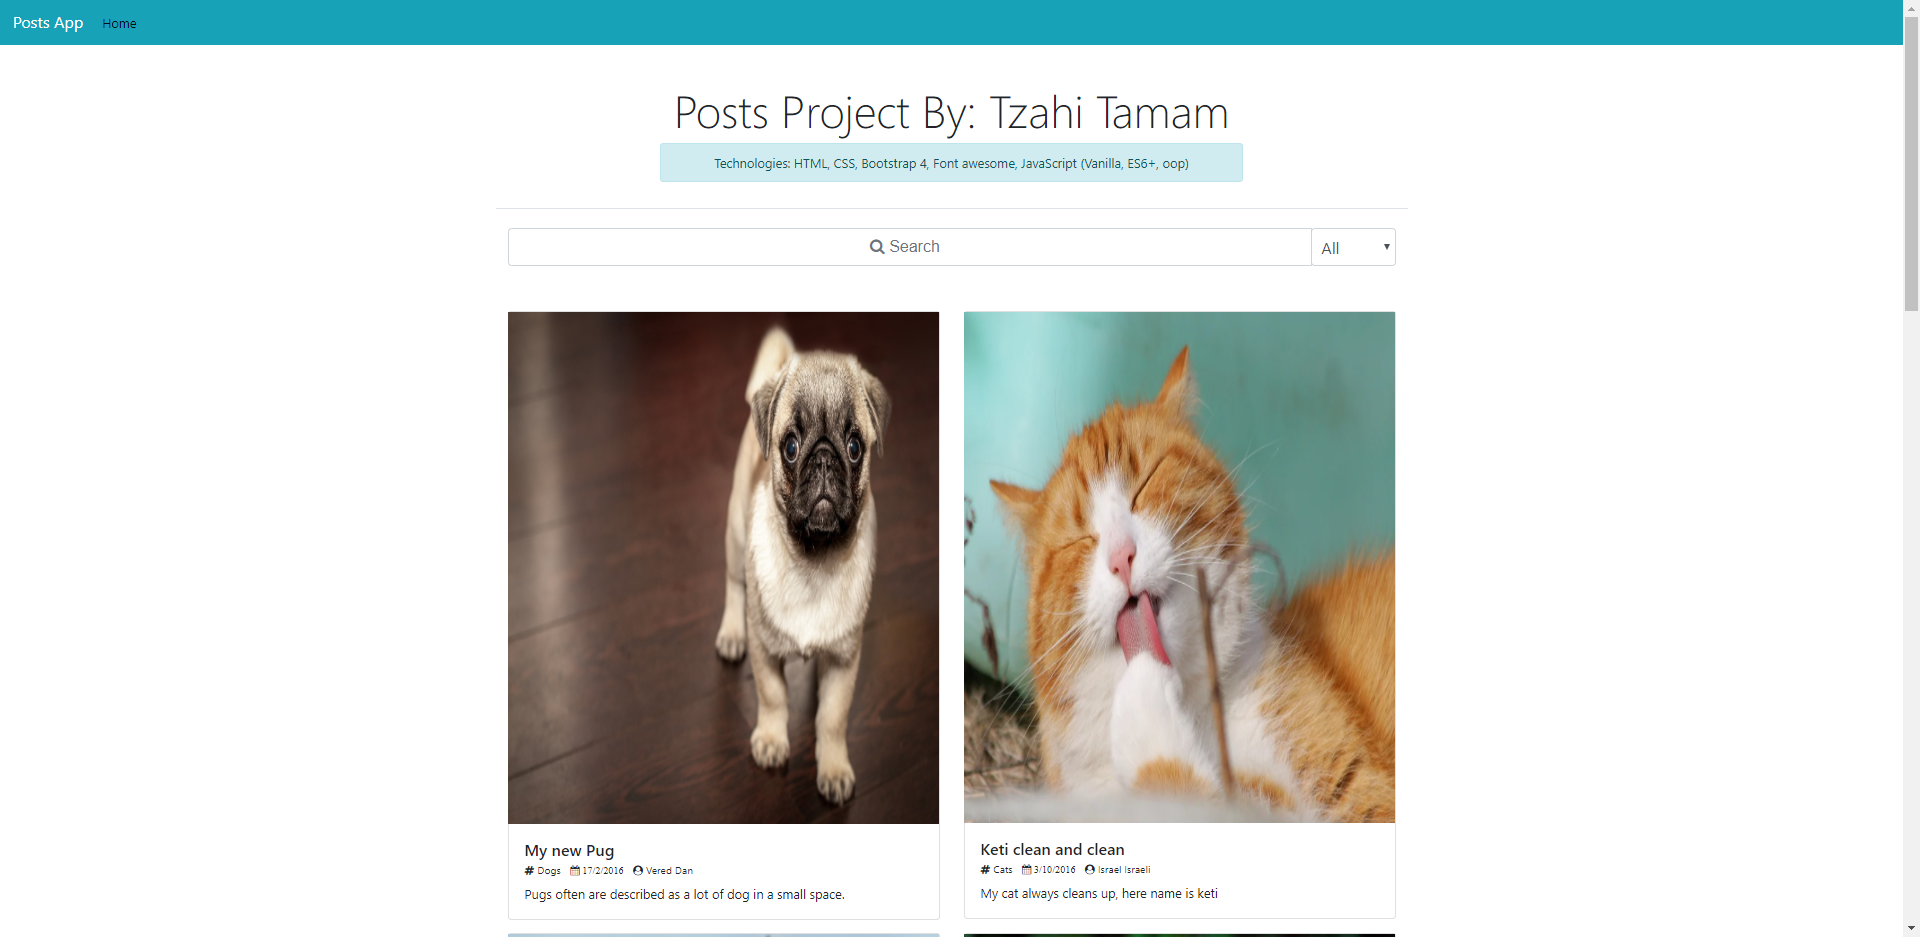 Posts App Home
Posts Project By: Tzahi Tamam
Technologies: HTML, CSS, Bootstrap 4, Font awesome, JavaScript (Vanilla, ES6+, oop)
Search All
My new Pug
# Dogs 17/2/2016 Vered Dan
Pugs often are described as a lot of dog in a small space.
Keti clean and clean
# Cats 3/10/2016 Israel Israeli
My cat always cleans up, here name is keti